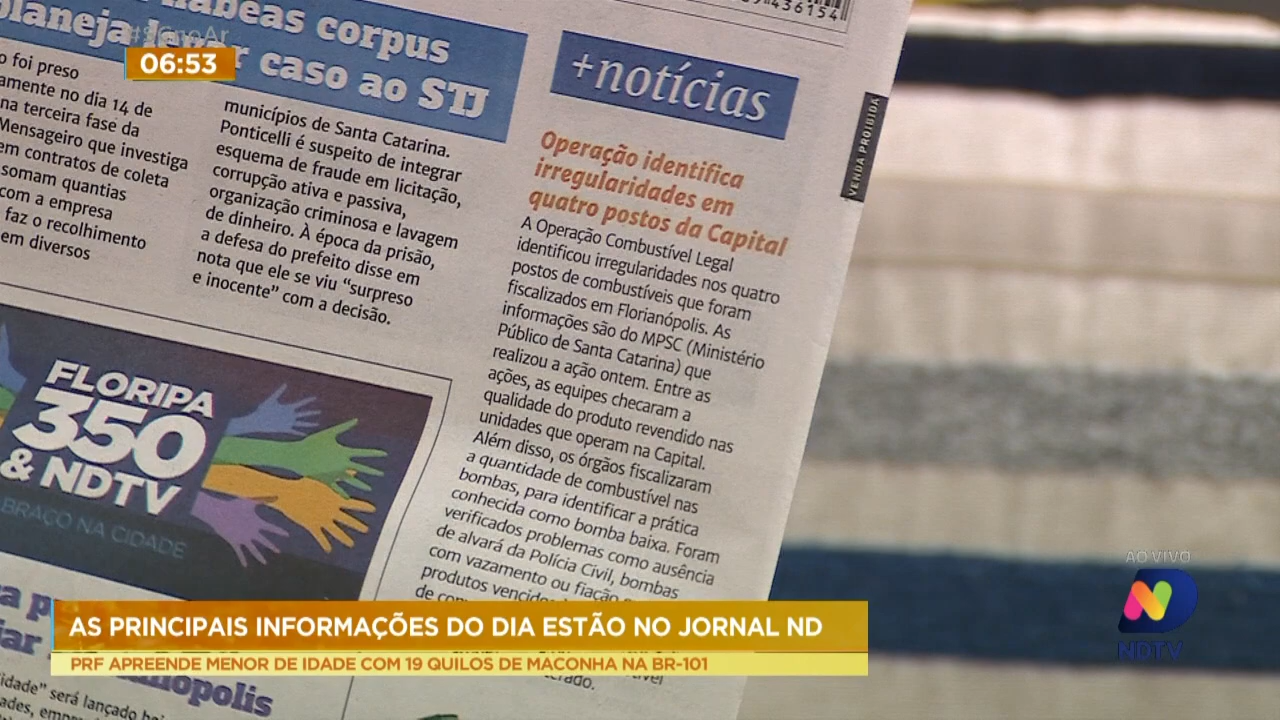 #SCnoAr
06:53
habeas corpus
planeja levar caso ao STJ
o foi preso
amente no dia 14 de
na terceira fase da
Mensageiro que investiga
em contratos de coleta
somam quantias
com a empresa
faz o recolhimento
em diversos
municípios de Santa Catarina.
Ponticelli é suspeito de integrar
esquema de fraude em licitação,
corrupção ativa e passiva,
organização criminosa e lavagem
de dinheiro. À época da prisão,
a defesa do prefeito disse em
nota que ele se viu “surpreso
e inocente” com a decisão.
436154
+notícias
VENDA PROIBIDA
Operação identifica
irregularidades em
quatro postos da Capital
A Operação Combustível Legal
identificou irregularidades nos quatro
postos de combustíveis que foram
fiscalizados em Florianópolis. As
informações são do MPSC (Ministério
Público de Santa Catarina) que
realizou a ação ontem. Entre as
ações, as equipes checaram a
qualidade do produto revendido nas
unidades que operam na Capital.
Além disso, os órgãos fiscalizaram
a quantidade de combustível nas
bombas, para identificar a prática
conhecida como bomba baixa. Foram
verificados problemas como ausência
de alvará da Polícia Civil, bombas
com vazamento ou fiação
produtos vencidos
de
FLORIPA
350
& NDTV
BRAÇO NA CIDADE
idade” será lançado
AO VIVO
N
NDTV
AS PRINCIPAIS INFORMAÇÕES DO DIA ESTÃO NO JORNAL ND
PRF APREENDE MENOR DE IDADE COM 19 QUILOS DE MACONHA NA BR-101